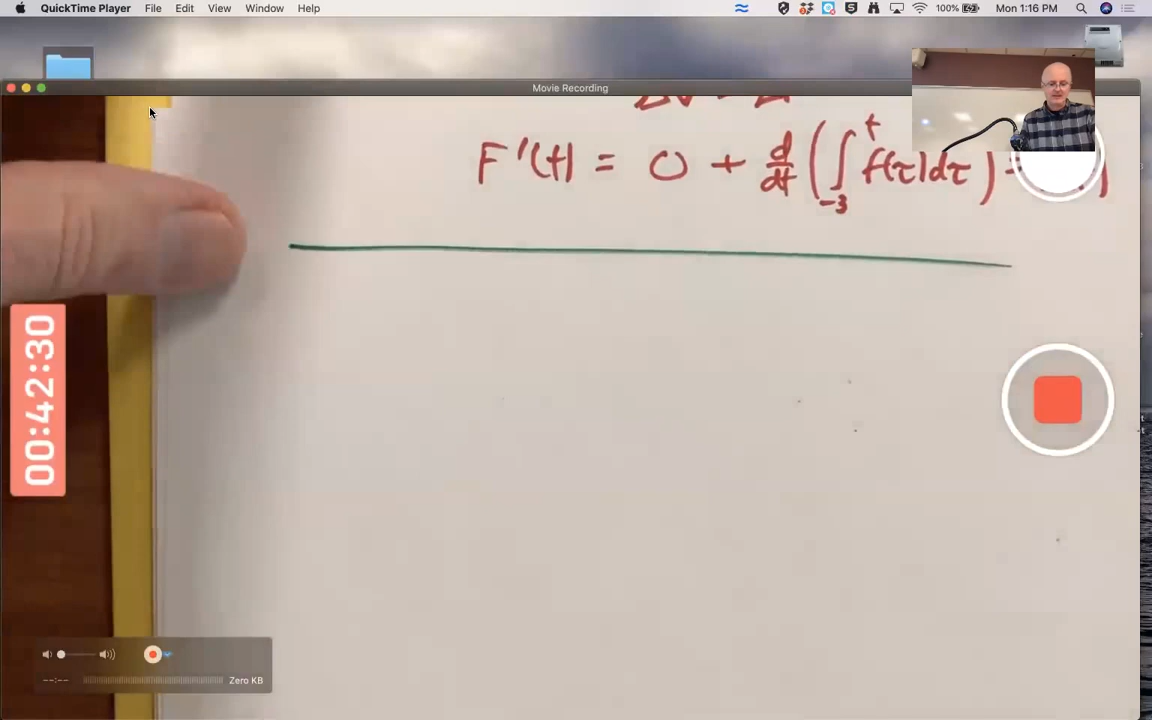 QuickTime Player File Edit View Window Help 100% Mon 1:16 PM
Movie Recording
F'(t) = 0 + d/dt (∫_{-3}^{t} f(τ)dτ) =
00:42:30
--:-- Zero KB